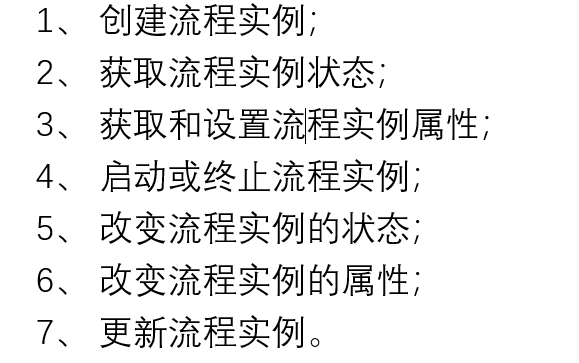 1、 创建流程实例；
2、 获取流程实例状态；
3、 获取和设置流程实例属性；
4、 启动或终止流程实例；
5、 改变流程实例的状态；
6、 改变流程实例的属性；
7、 更新流程实例。